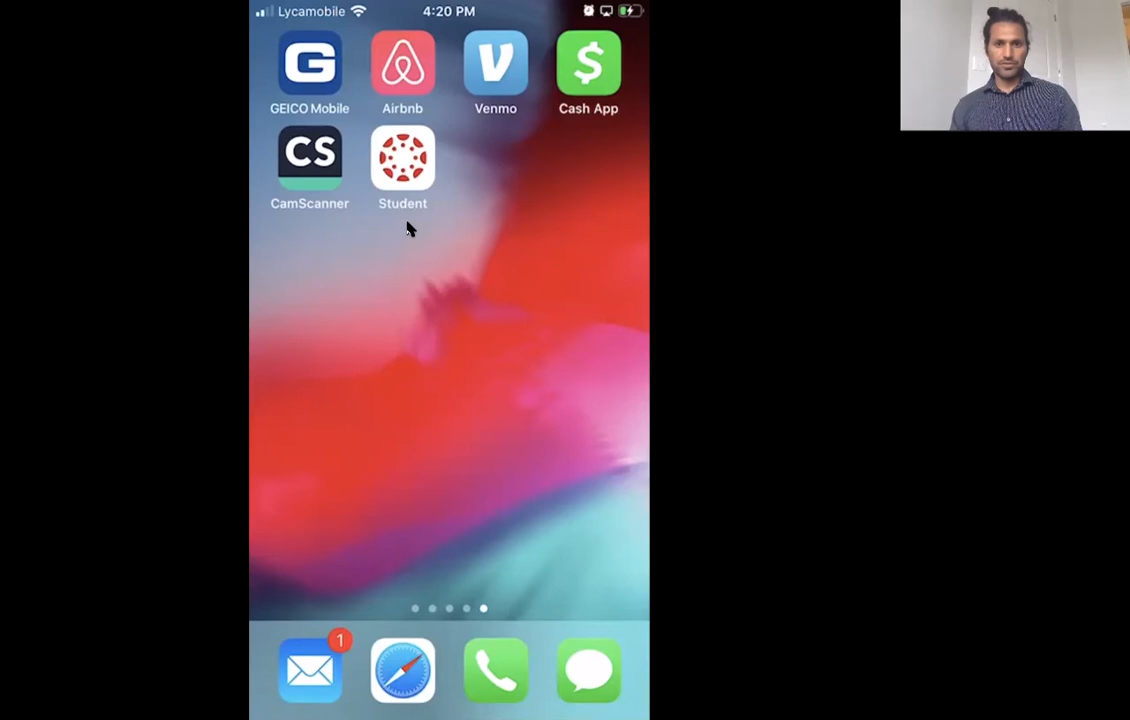 Lycamobile 4:20 PM
G V $
GEICO Mobile Airbnb Venmo Cash App
CS
CamScanner Student
1